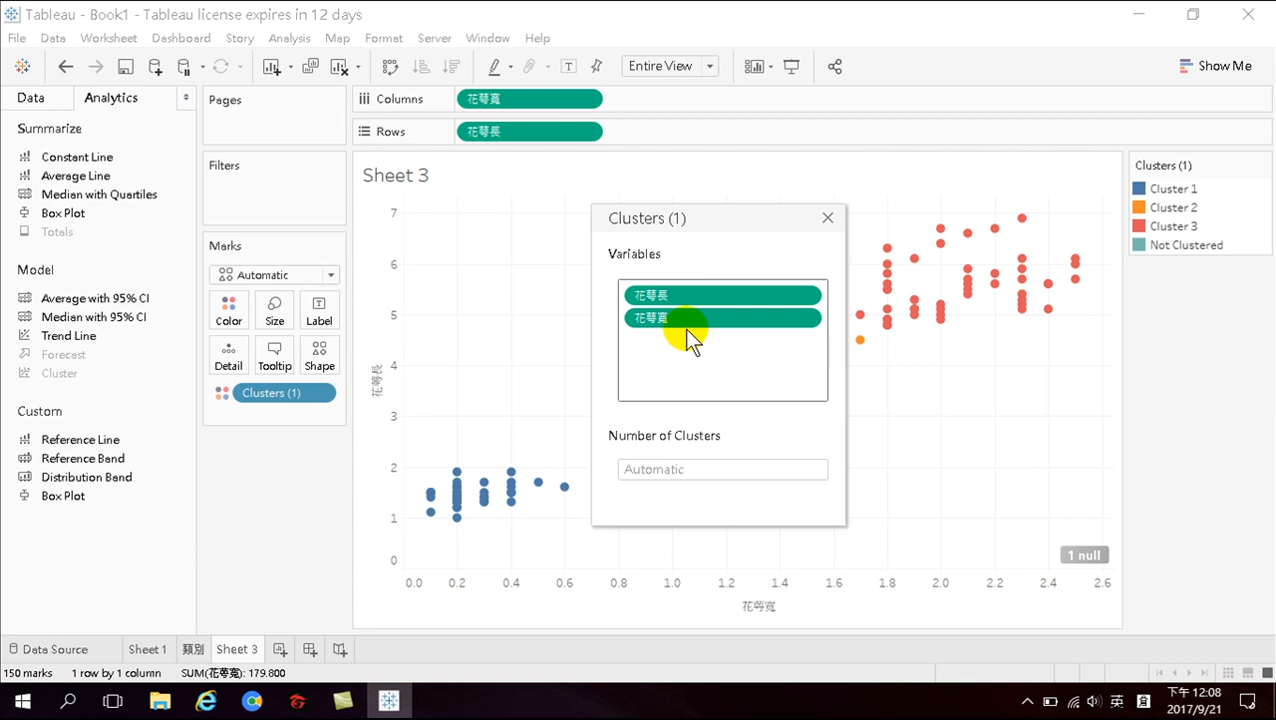 Tableau - Book1 - Tableau license expires in 12 days
File Data Worksheet Dashboard Story Analysis Map Format Server Window Help
Entire View
Show Me
Data Analytics
Summarize
Constant Line
Average Line
Median with Quartiles
Box Plot
Totals
Model
Average with 95% CI
Median with 95% CI
Trend Line
Forecast
Cluster
Custom
Reference Line
Reference Band
Distribution Band
Box Plot
Pages
Filters
Marks
Automatic
Color Size Label
Detail Tooltip Shape
Clusters (1)
Columns 花萼寬
Rows 花萼長
Sheet 3
7
6
5
4
3
2
1
0
花萼長
0.0 0.2 0.4 0.6 0.8 1.0 1.2 1.4 1.6 1.8 2.0 2.2 2.4 2.6
花萼寬
1 null
Clusters (1)
Variables
花萼長
花萼寬
Number of Clusters
Automatic
Clusters (1)
Cluster 1
Cluster 2
Cluster 3
Not Clustered
Data Source Sheet 1 類別 Sheet 3
150 marks 1 row by 1 column SUM(花萼寬): 179.800
英
下午 12:08
2017/9/21